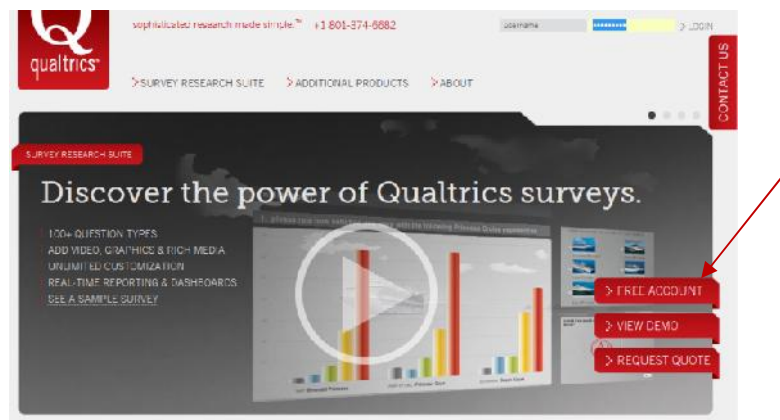 sophisticated research made simple.™ +1 801-374-6682
username
> LOGIN
qualtrics
CONTACT US
>SURVEY RESEARCH SUITE >ADDITIONAL PRODUCTS >ABOUT
SURVEY RESEARCH SUITE
Discover the power of Qualtrics surveys.
100+ QUESTION TYPES
ADD VIDEO, GRAPHICS & RICH MEDIA
UNLIMITED CUSTOMIZATION
REAL-TIME REPORTING & DASHBOARDS
SEE A SAMPLE SURVEY
> FREE ACCOUNT
> VIEW DEMO
> REQUEST QUOTE